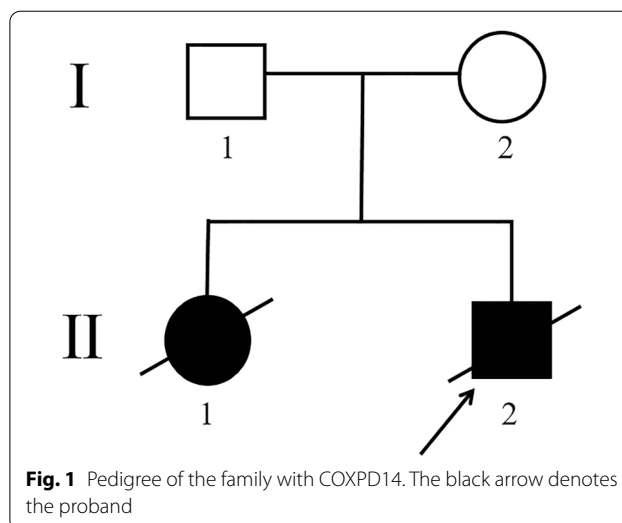 I
1
2
II
1
2
Fig. 1 Pedigree of the family with COXPD14. The black arrow denotes
the proband